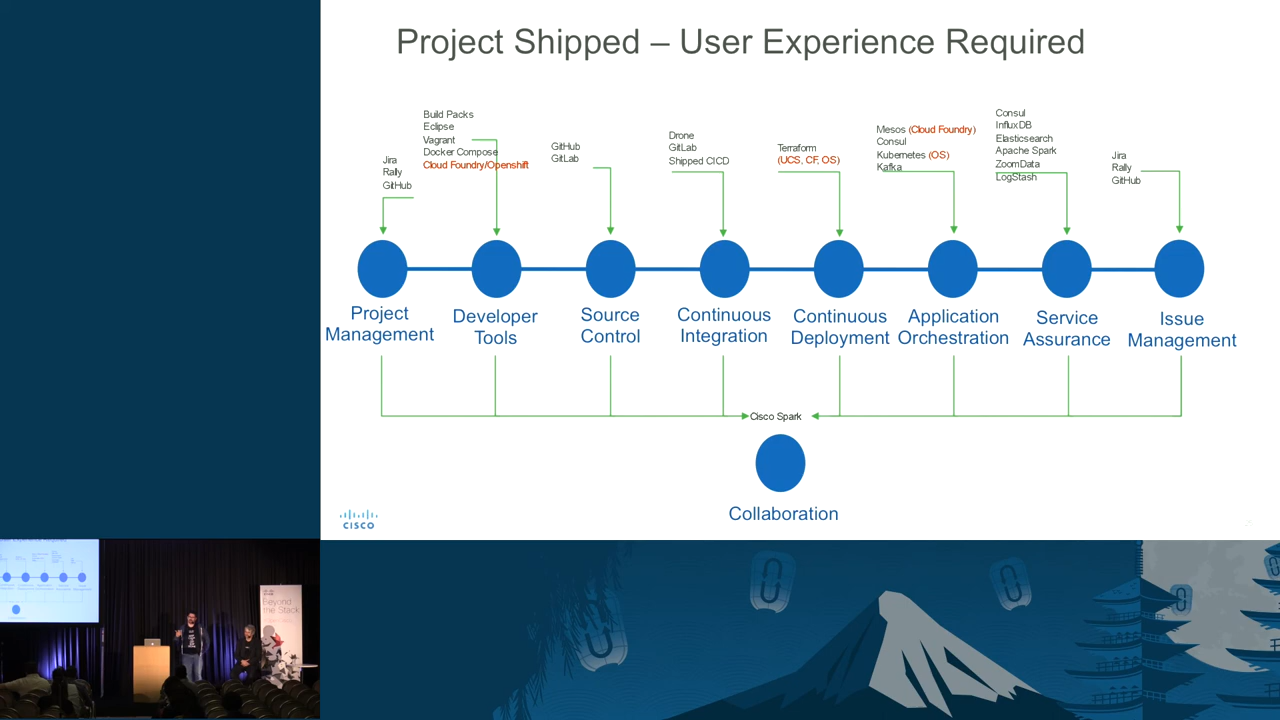 Project Shipped – User Experience Required
Jira
Rally
GitHub
Build Packs
Eclipse
Vagrant
Docker Compose
Cloud Foundry/Openshift
GitHub
GitLab
Drone
GitLab
Shipped CICD
Terraform
(UCS, CF, OS)
Mesos (Cloud Foundry)
Consul
Kubernetes (OS)
Kafka
Consul
InfluxDB
Elasticsearch
Apache Spark
ZoomData
LogStash
Jira
Rally
GitHub
Project
Management
Developer
Tools
Source
Control
Continuous
Integration
Continuous
Deployment
Application
Orchestration
Service
Assurance
Issue
Management
Cisco Spark
Collaboration
CISCO
Beyond
the Stack